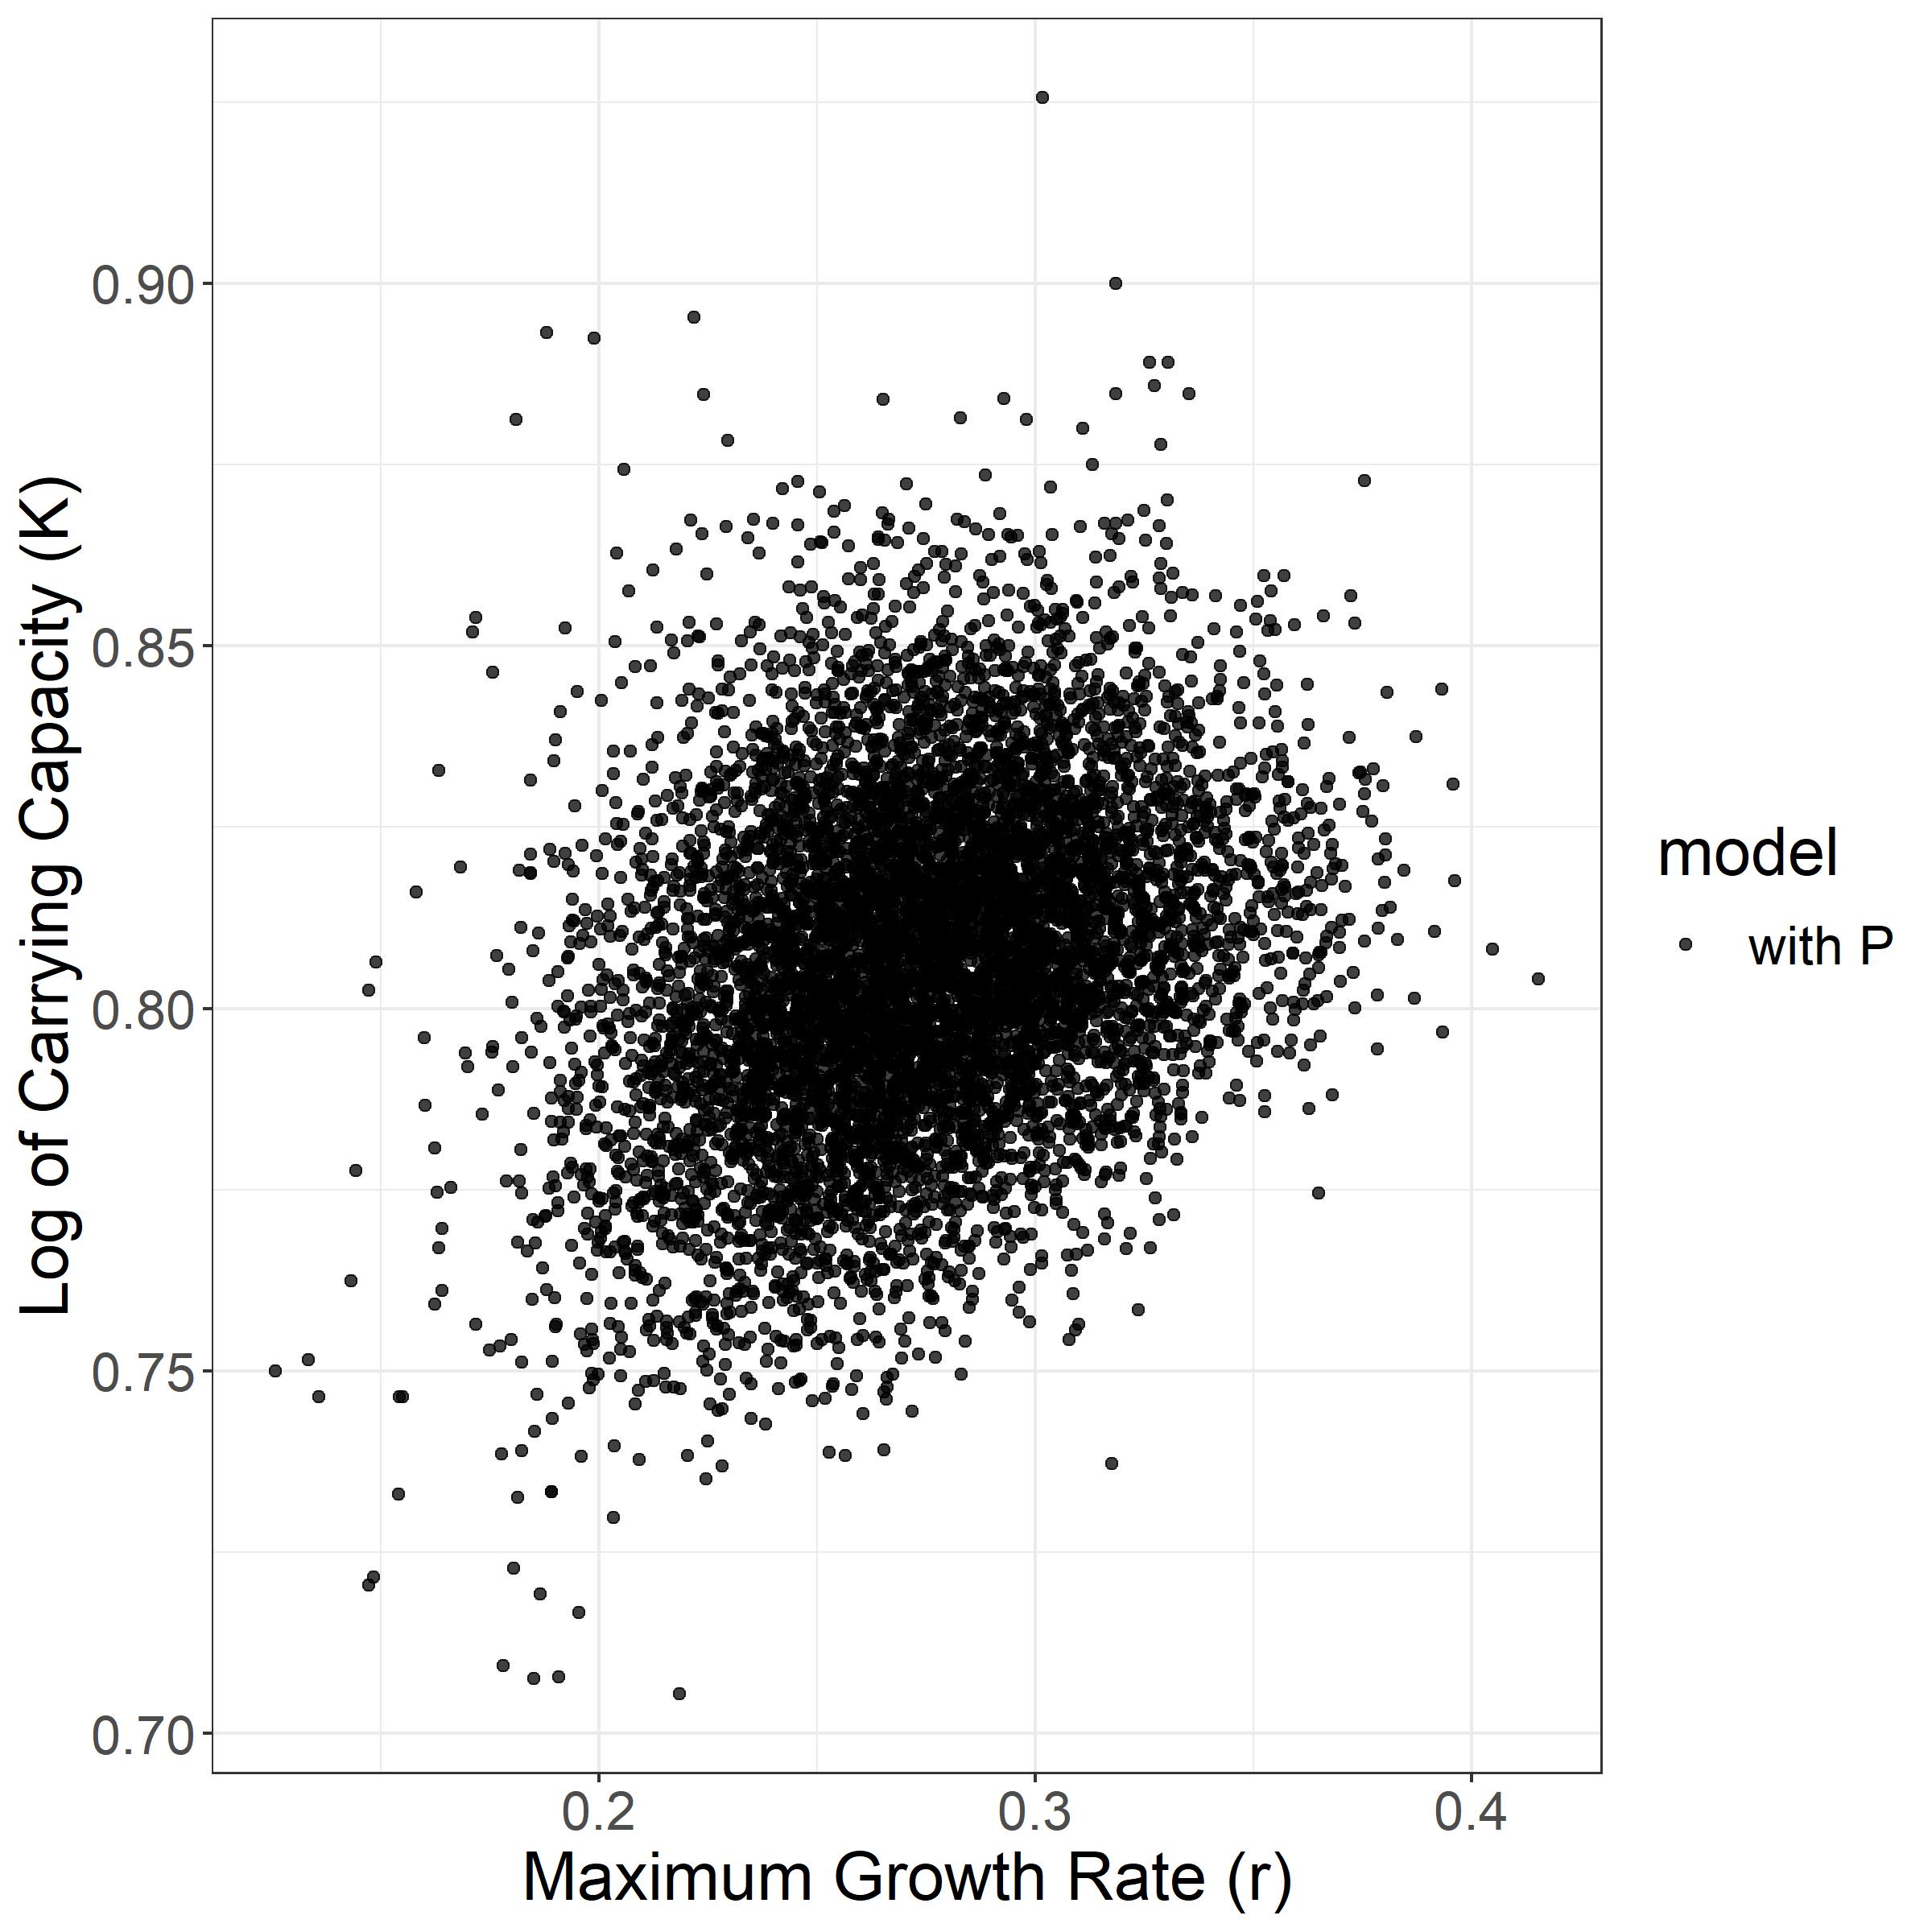 Log of Carrying Capacity (K)
0.90
0.85
0.80
0.75
0.70
0.2
0.3
0.4
Maximum Growth Rate (r)
model
with P